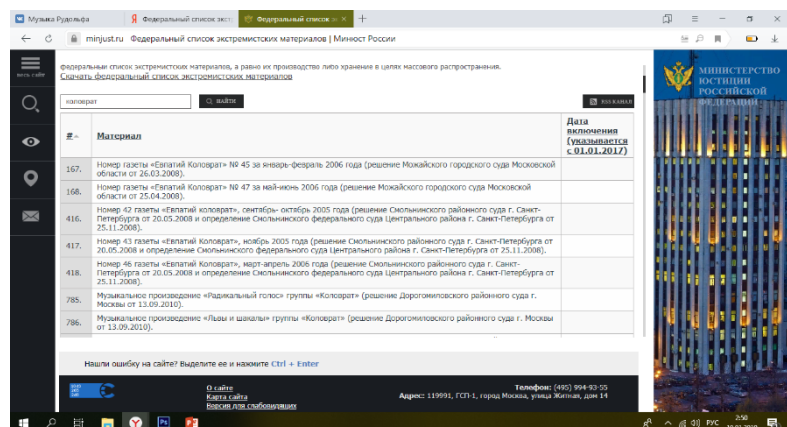 Музыка Рудольфа
Федеральный список экст
Федеральный список э
minjust.ru Федеральный список экстремистских материалов | Минюст России
весь сайт
федеральный список экстремистских материалов, а равно их производство либо хранение в целях массового распространения.
Скачать федеральный список экстремистских материалов
коловрат
НАЙТИ
RSS КАНАЛ
МИНИСТЕРСТВО
ЮСТИЦИИ
РОССИЙСКОЙ
ФЕДЕРАЦИИ
# Материал
Дата
включения
(указывается
с 01.01.2017)
167. Номер газеты «Евпатий Коловрат» № 45 за январь-февраль 2006 года (решение Можайского городского суда Московской
области от 26.03.2008).
168. Номер газеты «Евпатий Коловрат» № 47 за май-июнь 2006 года (решение Можайского городского суда Московской
области от 25.04.2008).
416. Номер 42 газеты «Евпатий коловрат», сентябрь- октябрь 2005 года (решение Смольнинского районного суда г. Санкт-
Петербурга от 20.05.2008 и определение Смольнинского федерального суда Центрального района г. Санкт-Петербурга от
25.11.2008).
417. Номер 43 газеты «Евпатий Коловрат», ноябрь 2005 года (решение Смольнинского районного суда г. Санкт-Петербурга от
20.05.2008 и определение Смольнинского федерального суда Центрального района г. Санкт-Петербурга от 25.11.2008).
418. Номер 46 газеты «Евпатий Коловрат», март-апрель 2006 года (решение Смольнинского районного суда г. Санкт-
Петербурга от 20.05.2008 и определение Смольнинского федерального суда Центрального района г. Санкт-Петербурга от
25.11.2008).
785. Музыкальное произведение «Радикальный голос» группы «Коловрат» (решение Дорогомиловского районного суда г.
Москвы от 13.09.2010).
786. Музыкальное произведение «Львы и шакалы» группы «Коловрат» (решение Дорогомиловского районного суда г. Москвы
от 13.09.2010).
Нашли ошибку на сайте? Выделите ее и нажмите Ctrl + Enter
О сайте
Карта сайта
Версия для слабовидящих
Телефон: (495) 994-93-55
Адрес: 119991, ГСП-1, город Москва, улица Житная, дом 14
РУС
2:50